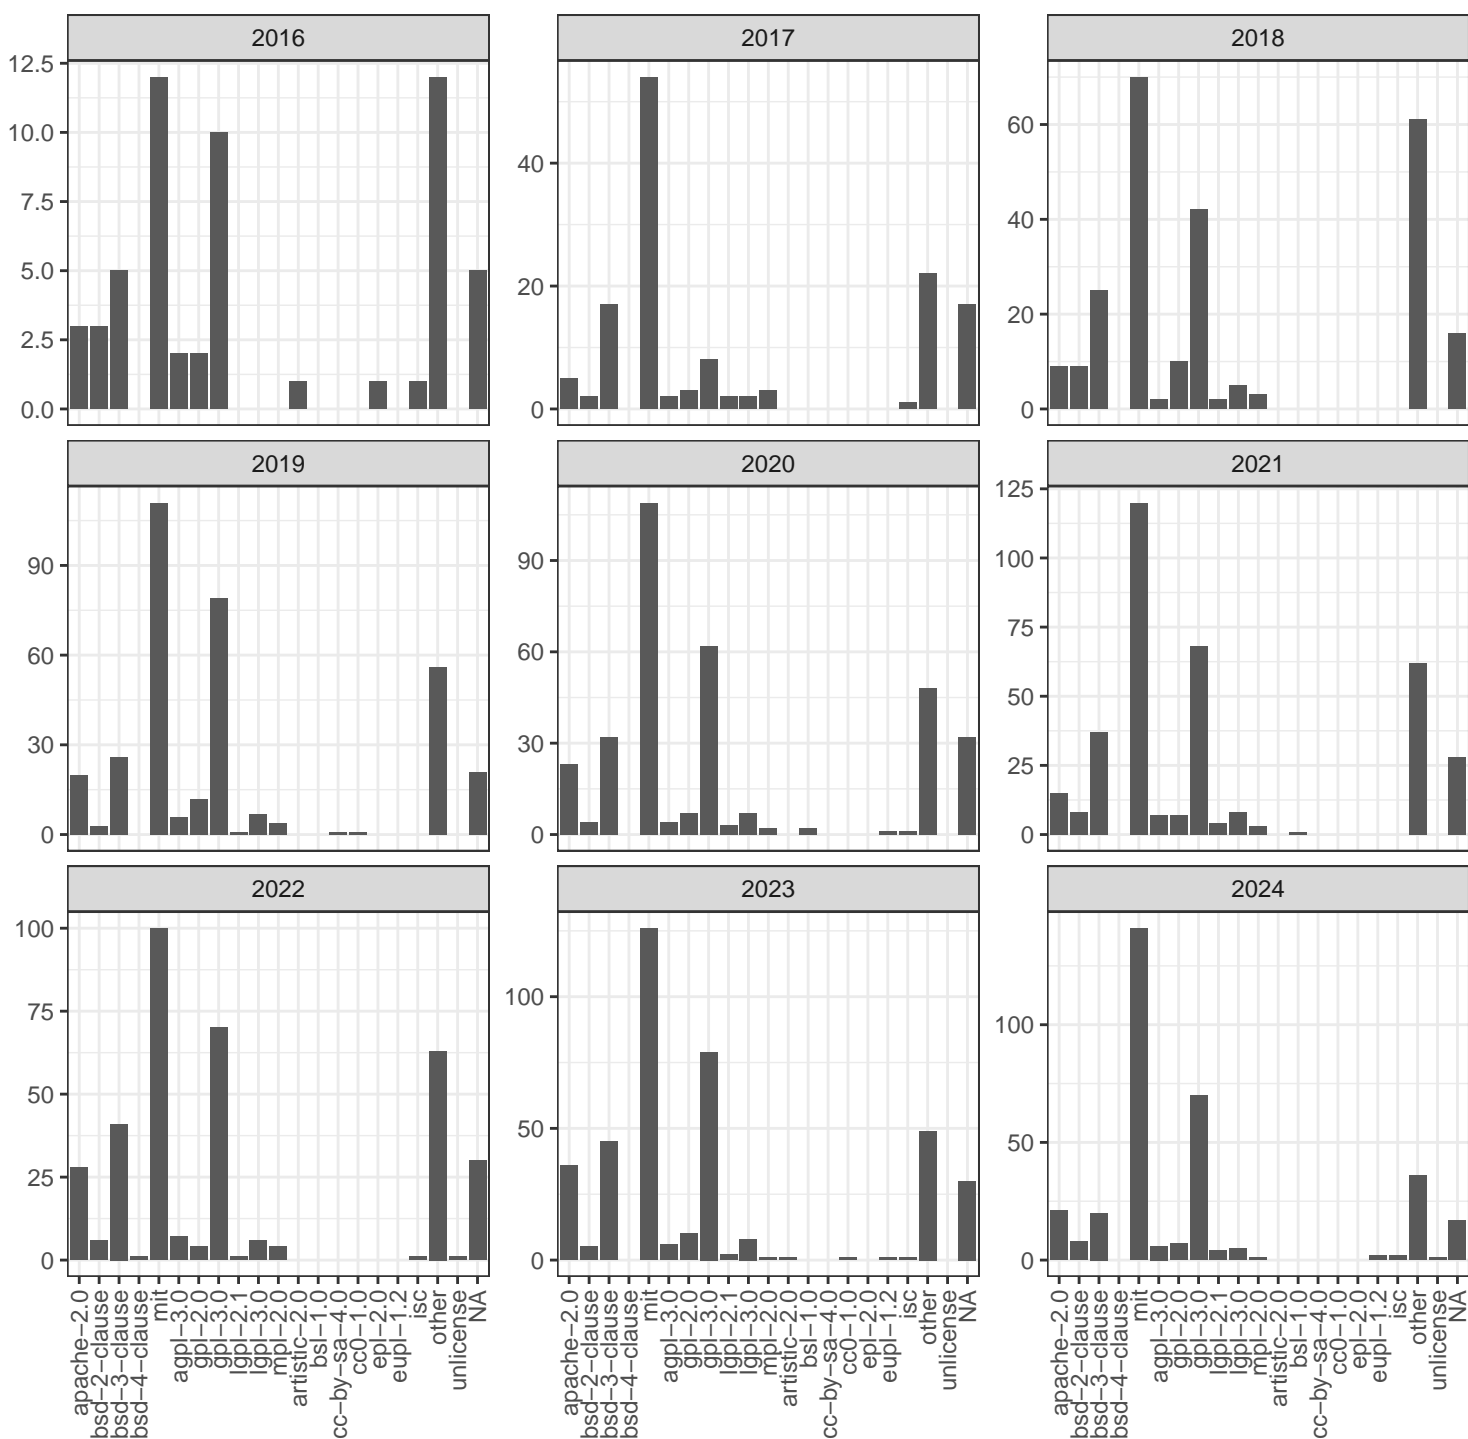 2016
2017
2018
12.5
10.0
7.5
5.0
2.5
0.0
40
20
0
60
40
20
0
2019
2020
2021
90
60
30
0
90
60
30
0
125
100
75
50
25
0
2022
2023
2024
100
75
50
25
0
100
50
0
100
50
0
apache−2.0
bsd−2−clause
bsd−3−clause
bsd−4−clause
mit
agpl−3.0
gpl−2.0
gpl−3.0
lgpl−2.1
lgpl−3.0
mpl−2.0
artistic−2.0
bsl−1.0
cc−by−sa−4.0
cc0−1.0
epl−2.0
eupl−1.2
isc
other
unlicense
NA
apache−2.0
bsd−2−clause
bsd−3−clause
bsd−4−clause
mit
agpl−3.0
gpl−2.0
gpl−3.0
lgpl−2.1
lgpl−3.0
mpl−2.0
artistic−2.0
bsl−1.0
cc−by−sa−4.0
cc0−1.0
epl−2.0
eupl−1.2
isc
other
unlicense
NA
apache−2.0
bsd−2−clause
bsd−3−clause
bsd−4−clause
mit
agpl−3.0
gpl−2.0
gpl−3.0
lgpl−2.1
lgpl−3.0
mpl−2.0
artistic−2.0
bsl−1.0
cc−by−sa−4.0
cc0−1.0
epl−2.0
eupl−1.2
isc
other
unlicense
NA